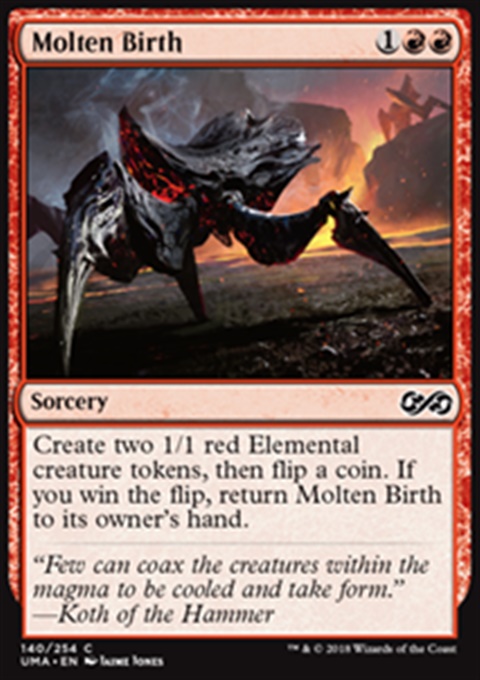 Molten Birth 1
Sorcery
Create two 1/1 red Elemental
creature tokens, then flip a coin. If
you win the flip, return Molten Birth
to its owner's hand.
"Few can coax the creatures within the
magma to be cooled and take form."
—Koth of the Hammer
140/254 C
™ & © 2018 Wizards of the Coast
UMA • EN Jaime Jones